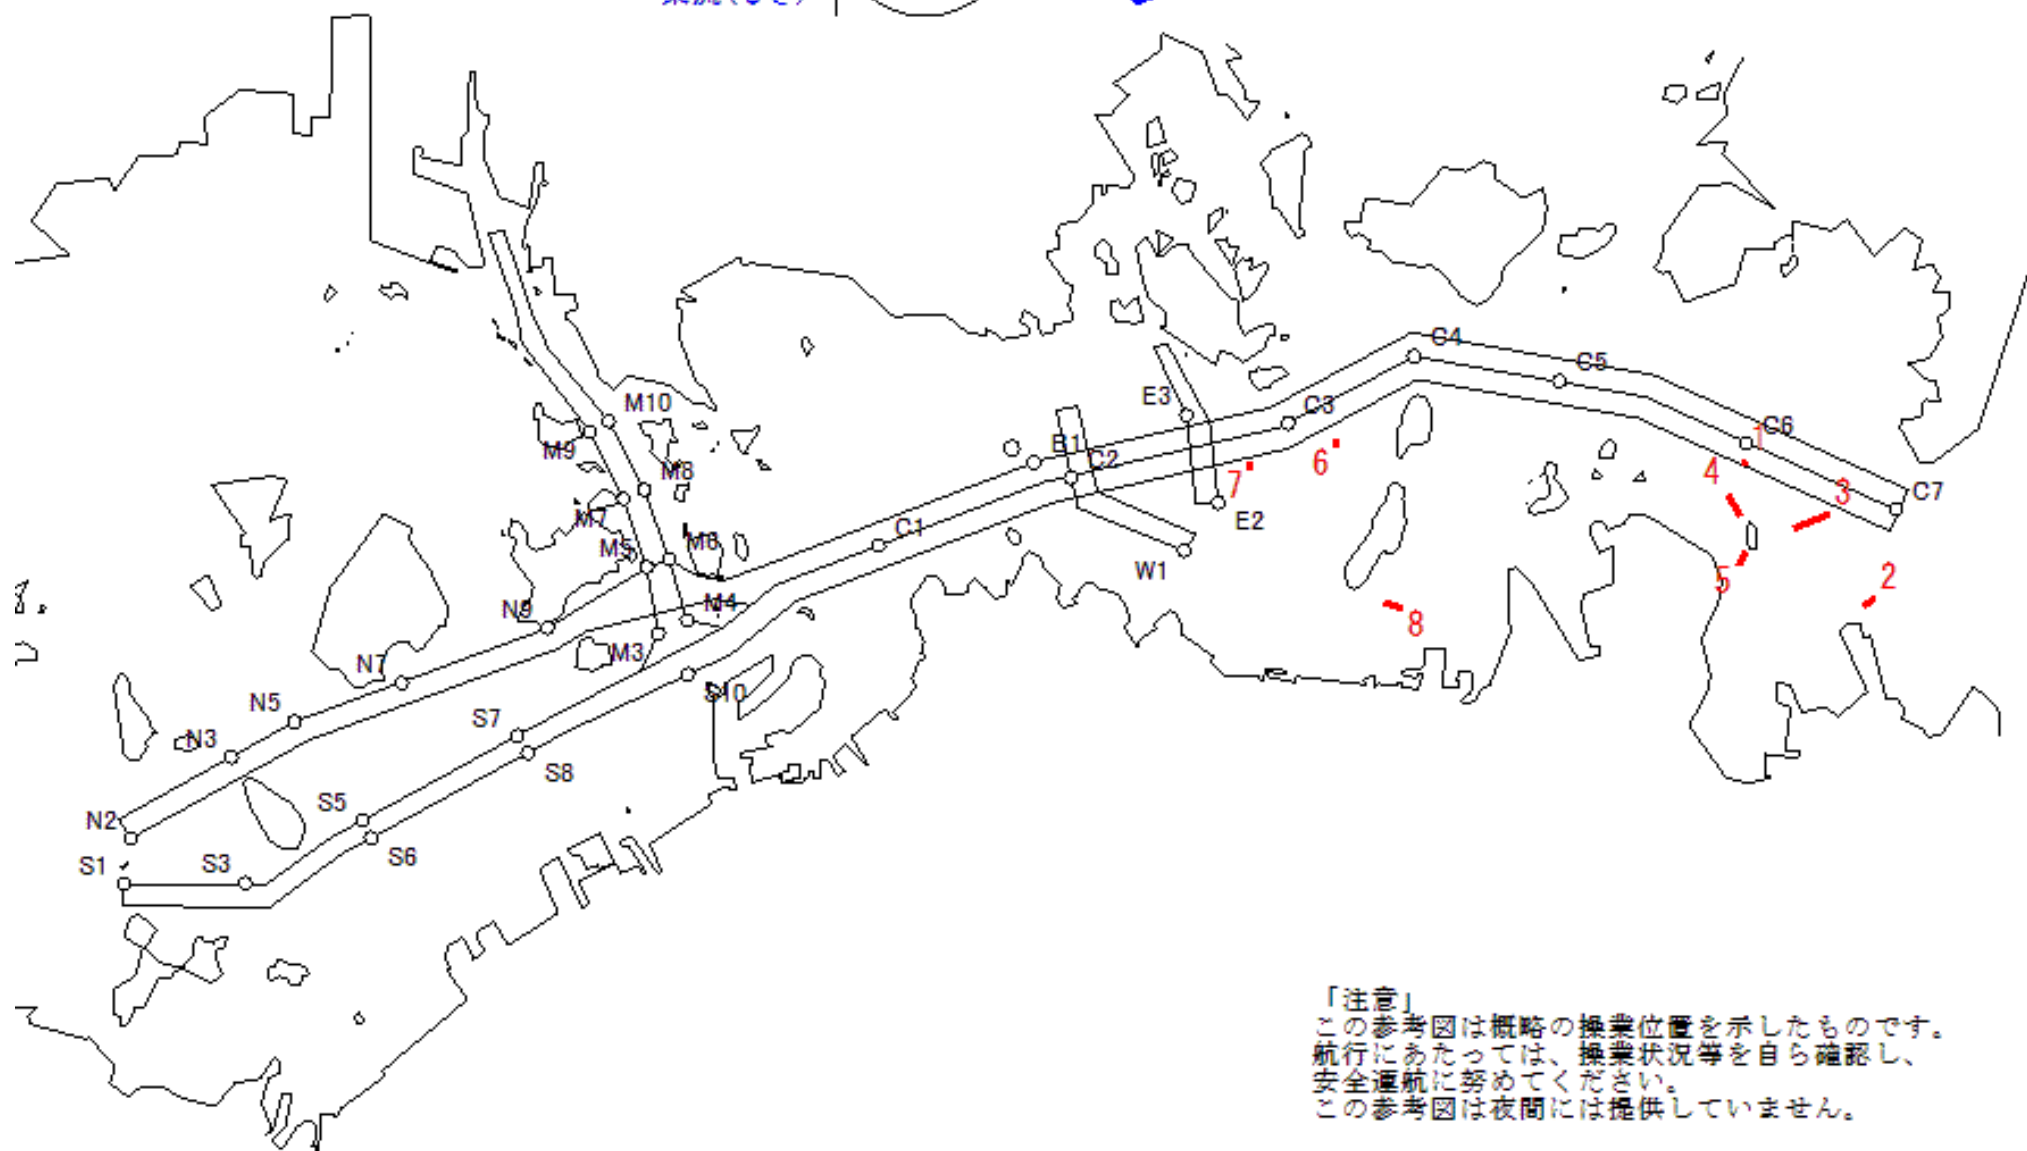 C4
C5
M10
E3
C3
C6
M9
B1
1
M8
C2
6
4
7
3
C7
M7
E2
C1
M5
M6
W1
5
2
N9
M4
8
M3
N7
S10
N5
S7
N3
S8
S5
N2
S6
S1
S3
「注意」
この参考図は概略の操業位置を示したものです。
航行にあたっては、操業状況等を自ら確認し、
安全運航に努めてください。
この参考図は夜間には提供していません。